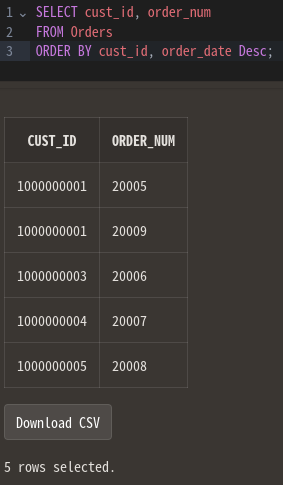 1 SELECT cust_id, order_num
2 FROM Orders
3 ORDER BY cust_id, order_date Desc;
CUST_ID ORDER_NUM
1000000001 20005
1000000001 20009
1000000003 20006
1000000004 20007
1000000005 20008
Download CSV
5 rows selected.